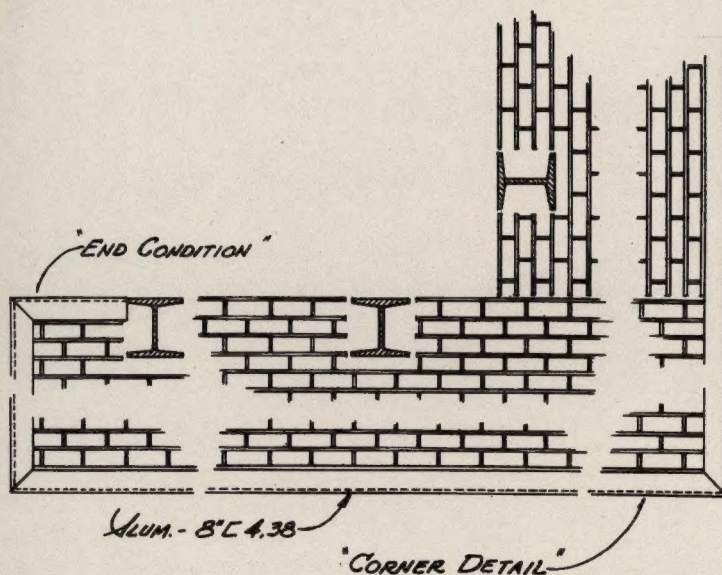 "END CONDITION"
ALUM. - 8"[ 4.38
"CORNER DETAIL"